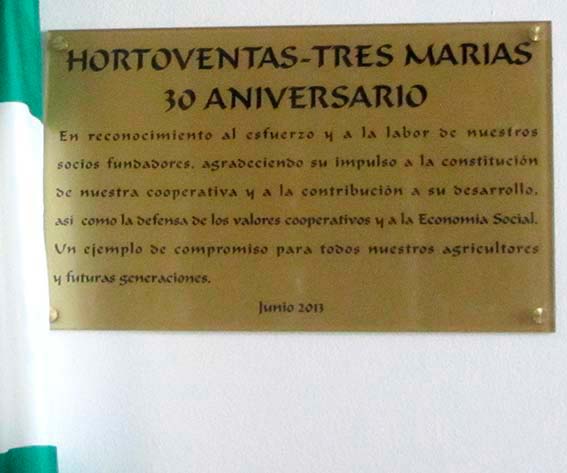 HORTOVENTAS-TRES MARIAS
30 ANIVERSARIO
En reconocimiento al esfuerzo y a la labor de nuestros
socios fundadores, agradeciendo su impulso a la constitución
de nuestra cooperativa y a la contribución a su desarrollo,
asi como la defensa de los valores cooperativos y a la Economia Social.
Un ejemplo de compromiso para todos nuestros agricultores
y futuras generaciones.
Junio 2013